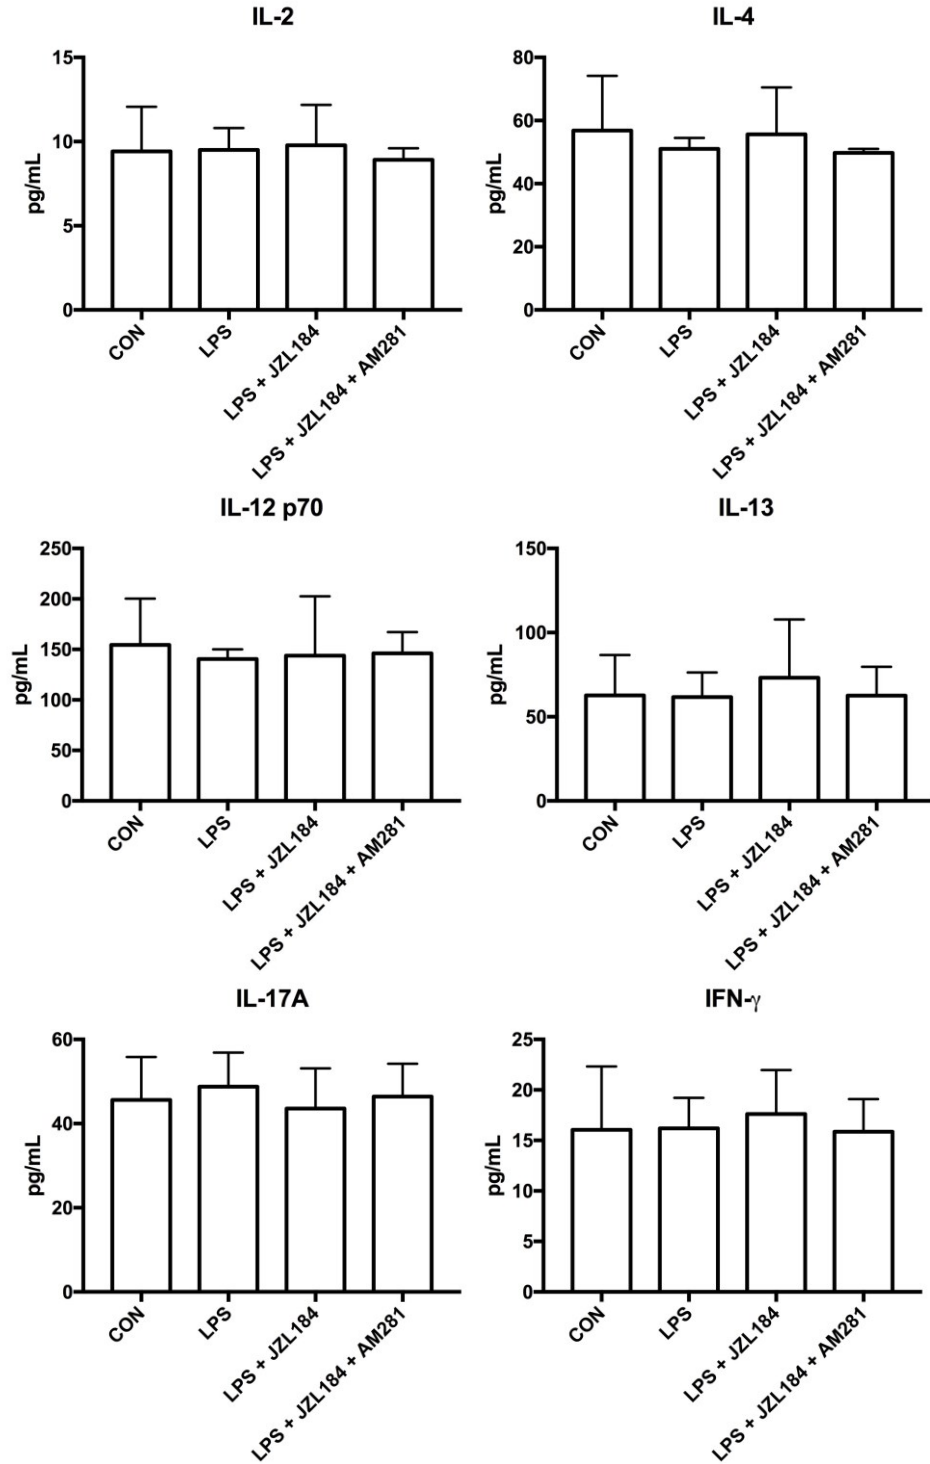 IL-2
15
10
5
0
pg/mL
CON
LPS
LPS + JZL184
LPS + JZL184 + AM281
IL-4
80
60
40
20
0
pg/mL
CON
LPS
LPS + JZL184
LPS + JZL184 + AM281
IL-12 p70
250
200
150
100
50
0
pg/mL
CON
LPS
LPS + JZL184
LPS + JZL184 + AM281
IL-13
150
100
50
0
pg/mL
CON
LPS
LPS + JZL184
LPS + JZL184 + AM281
IL-17A
60
40
20
0
pg/mL
CON
LPS
LPS + JZL184
LPS + JZL184 + AM281
IFN-γ
25
20
15
10
5
0
pg/mL
CON
LPS
LPS + JZL184
LPS + JZL184 + AM281